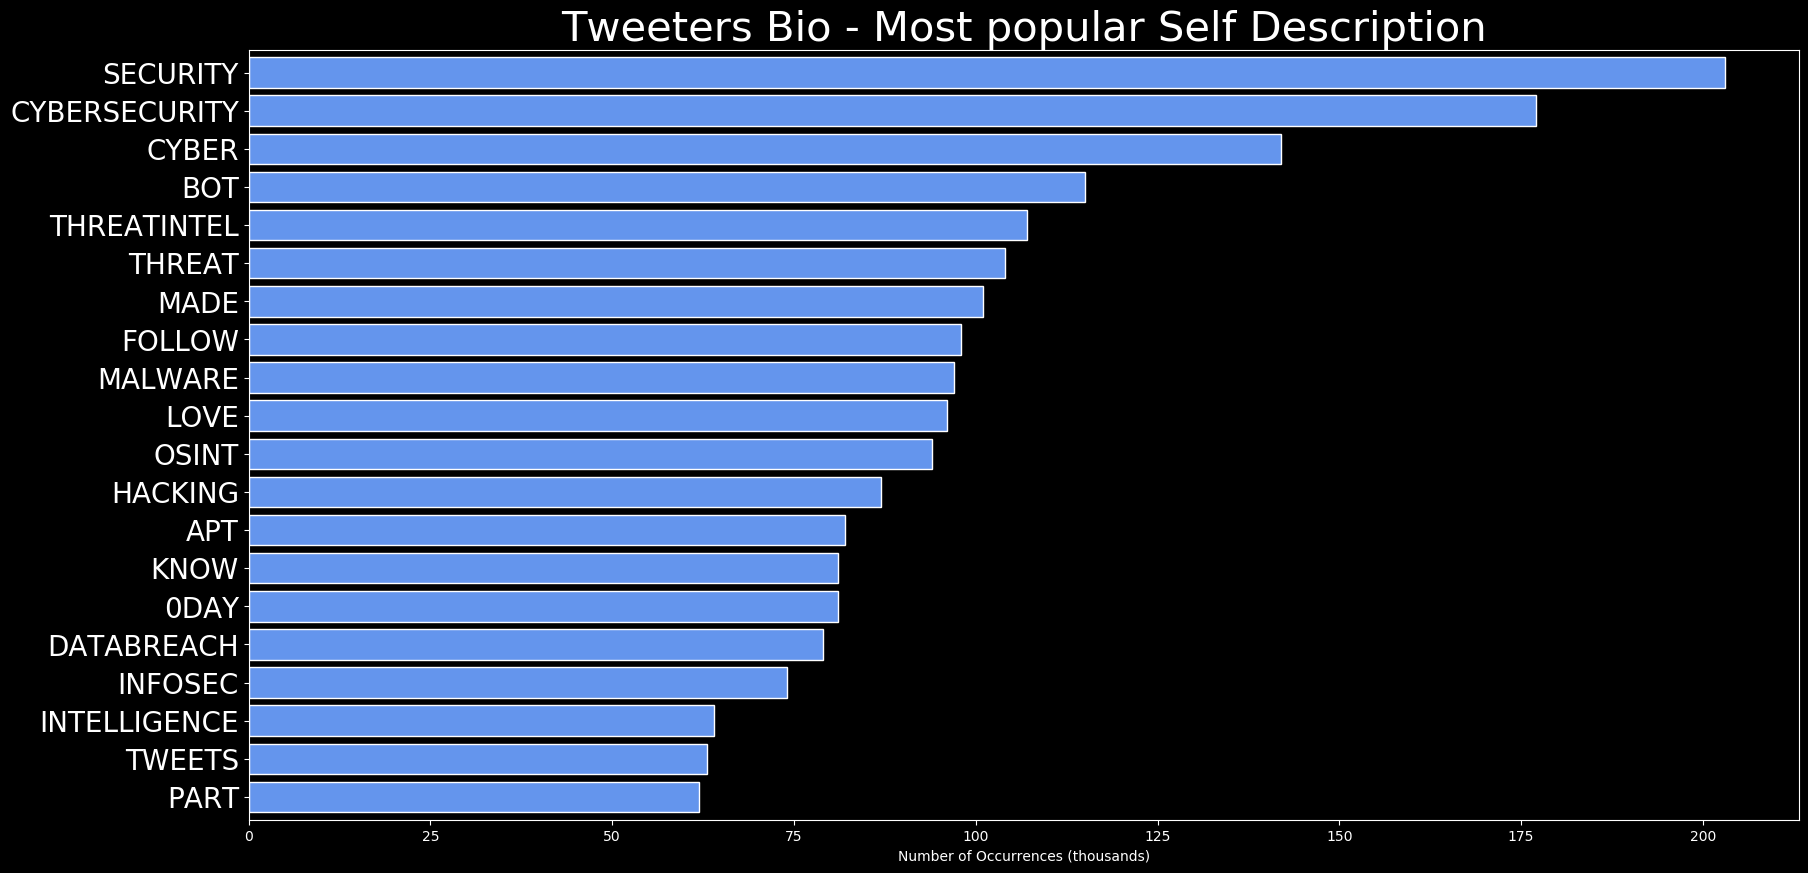 Tweeters Bio - Most popular Self Description
SECURITY
CYBERSECURITY
CYBER
BOT
THREATINTEL
THREAT
MADE
FOLLOW
MALWARE
LOVE
OSINT
HACKING
APT
KNOW
0DAY
DATABREACH
INFOSEC
INTELLIGENCE
TWEETS
PART
0 25 50 75 100 125 150 175 200
Number of Occurrences (thousands)